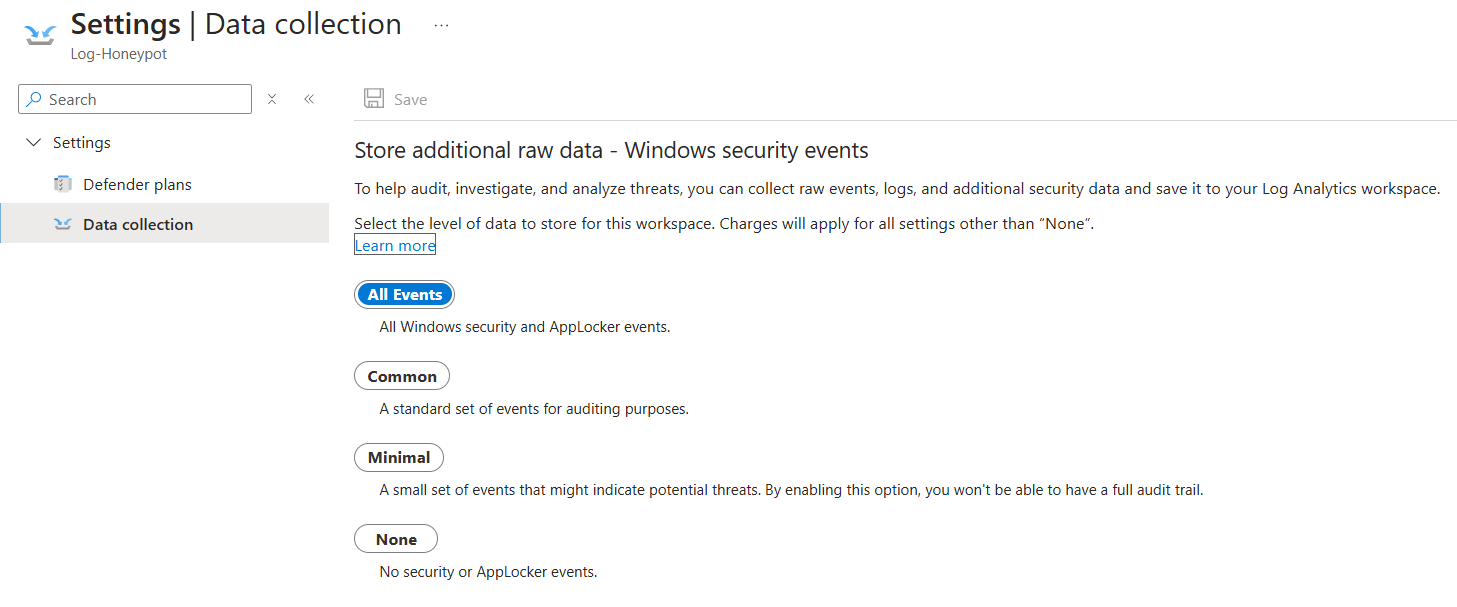 Settings | Data collection ...
Log-Honeypot
Search
Save
Settings
Defender plans
Data collection
Store additional raw data - Windows security events
To help audit, investigate, and analyze threats, you can collect raw events, logs, and additional security data and save it to your Log Analytics workspace.
Select the level of data to store for this workspace. Charges will apply for all settings other than “None”.
Learn more
All Events
All Windows security and AppLocker events.
Common
A standard set of events for auditing purposes.
Minimal
A small set of events that might indicate potential threats. By enabling this option, you won't be able to have a full audit trail.
None
No security or AppLocker events.